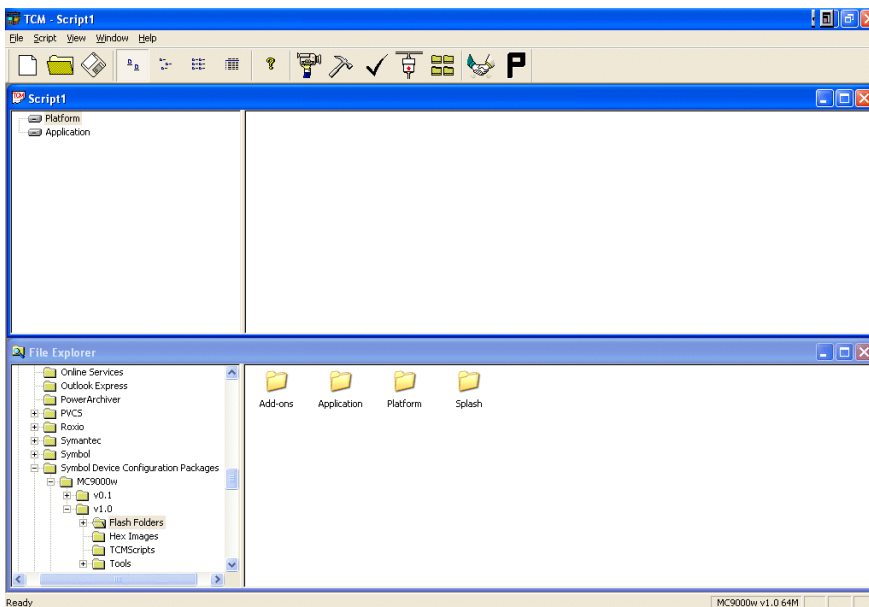 TCM - Script1
File Script View Window Help
Script1
Platform
Application
File Explorer
Online Services
Outlook Express
PowerArchiver
PVCS
Roxio
Symantec
Symbol
Symbol Device Configuration Packages
MC9000w
v0.1
v1.0
Flash Folders
Hex Images
TCMScripts
Tools
Add-ons Application Platform Splash
Ready MC9000w v1.0 64M